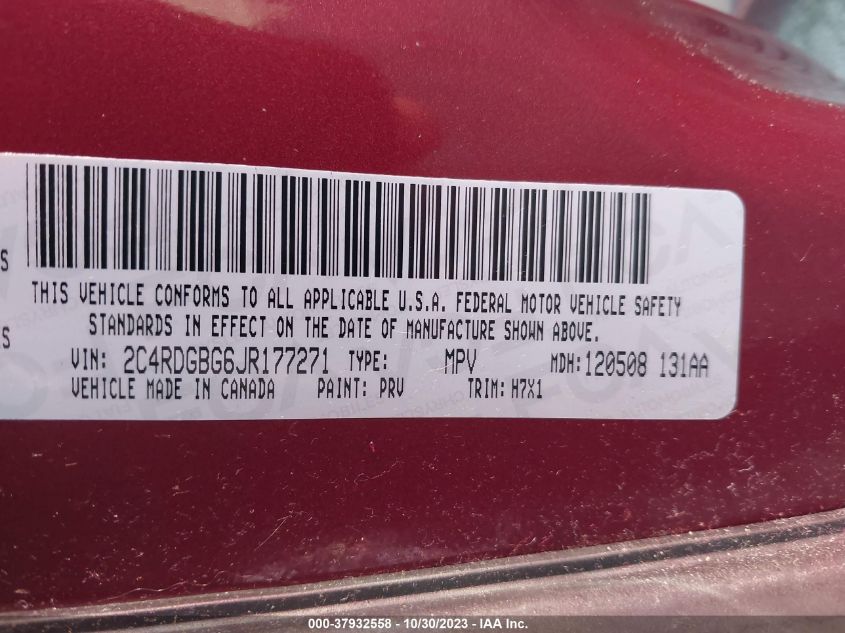 S
THIS VEHICLE CONFORMS TO ALL APPLICABLE U.S.A. FEDERAL MOTOR VEHICLE SAFETY
S
STANDARDS IN EFFECT ON THE DATE OF MANUFACTURE SHOWN ABOVE.
VIN: 2C4RDGBG6JR177271 TYPE: MPV MDH:120508 131AA
VEHICLE MADE IN CANADA PAINT: PRV TRIM: H7X1
000-37932558 - 10/30/2023 - IAA Inc.